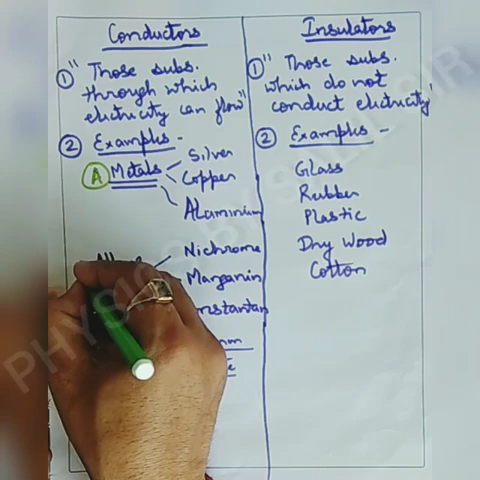 Conductors
① "Those subs.
through which
electricity can flow"
② Examples -
Ⓐ Metals
Silver
Copper
Aluminium
Nichrome
Manganin
Insulators
① "Those subs.
which do not
conduct electricity"
② Examples -
Glass
Rubber
Plastic
Dry Wood
Cotton